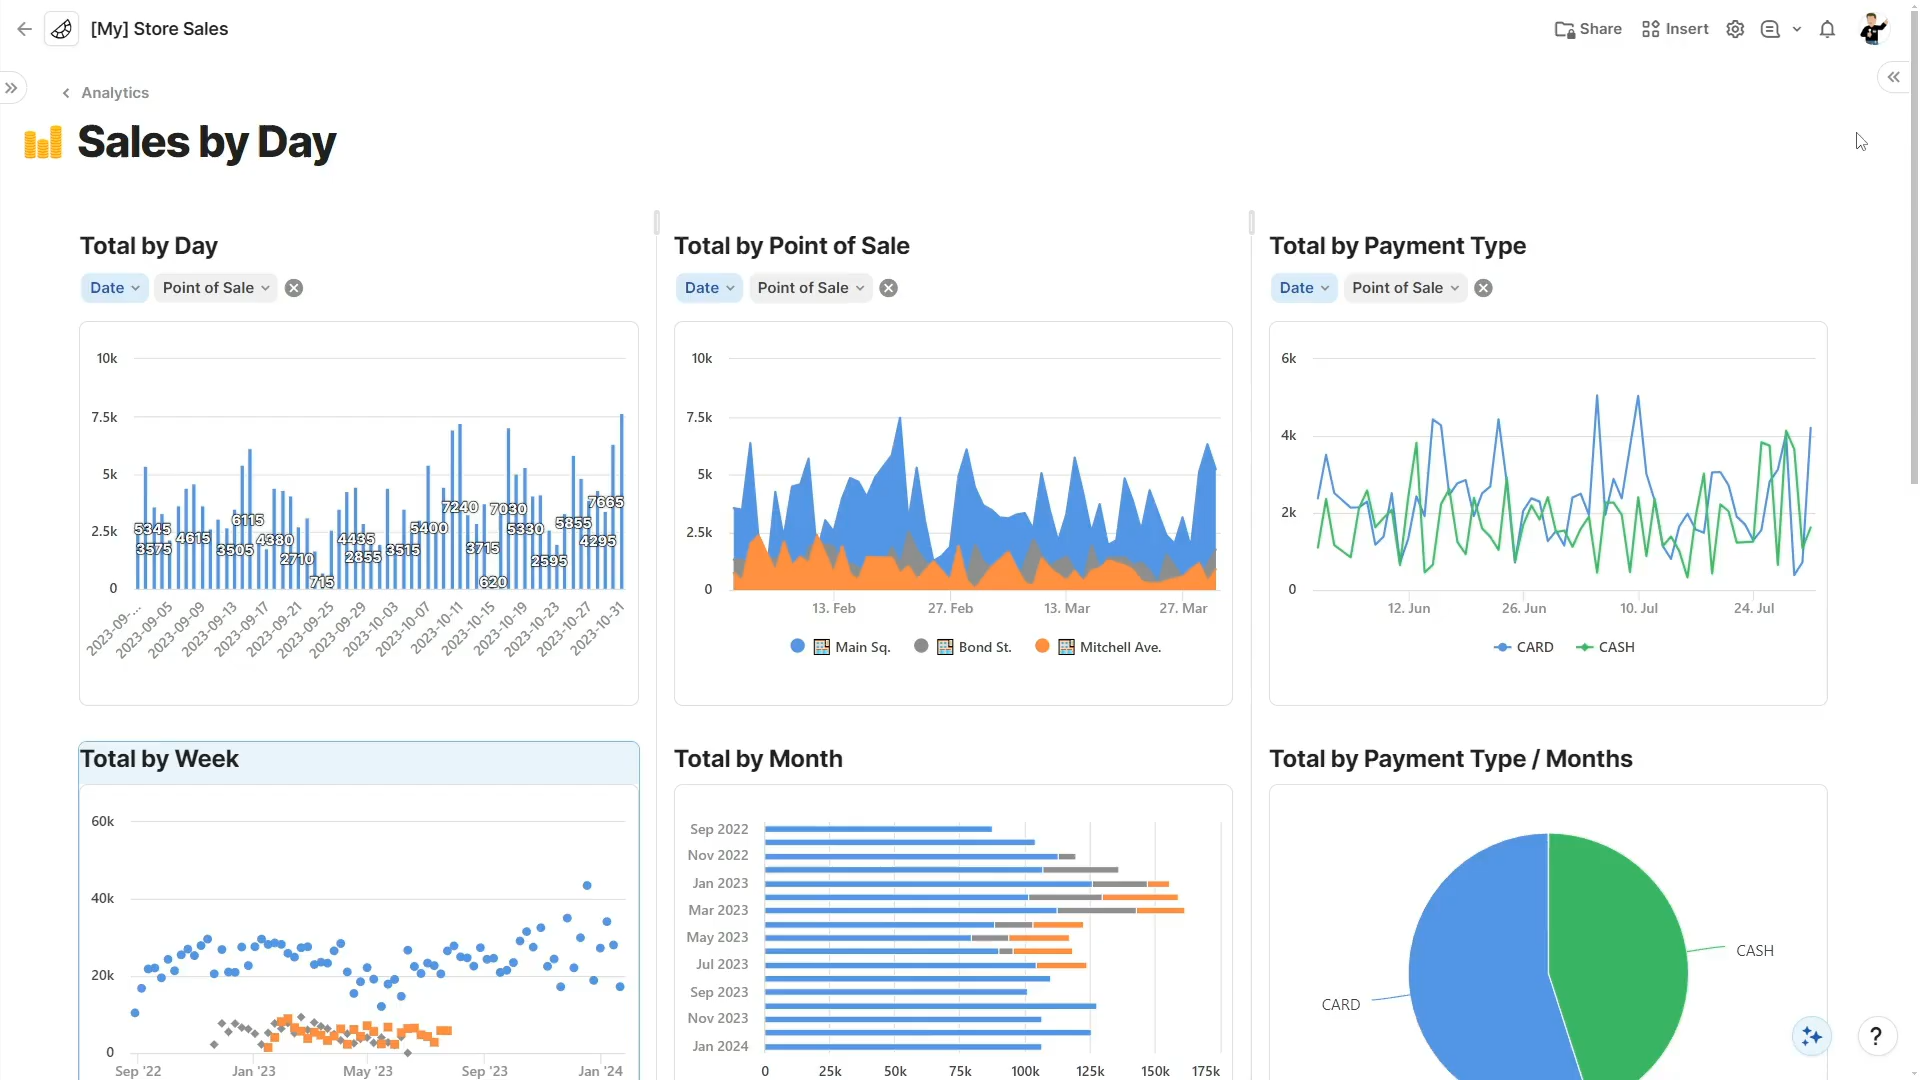 [My] Store Sales
Share
Insert
Analytics
Sales by Day
Total by Day
Date
Point of Sale
10k
7.5k
5k
2.5k
0
5345
3575
4615
6115
3505
4380
2710
715
4435
2855
3515
5400
7240
3715
7030
620
5330
2595
5855
7665
4295
2023-09-...
2023-09-05
2023-09-09
2023-09-13
2023-09-17
2023-09-21
2023-09-25
2023-09-29
2023-10-03
2023-10-07
2023-10-11
2023-10-15
2023-10-19
2023-10-23
2023-10-27
2023-10-31
Total by Point of Sale
Date
Point of Sale
10k
7.5k
5k
2.5k
0
13. Feb
27. Feb
13. Mar
27. Mar
Main Sq.
Bond St.
Mitchell Ave.
Total by Payment Type
Date
Point of Sale
6k
4k
2k
0
12. Jun
26. Jun
10. Jul
24. Jul
CARD
CASH
Total by Week
60k
40k
20k
0
Sep '22
Jan '23
May '23
Sep '23
Jan '24
Total by Month
Sep 2022
Nov 2022
Jan 2023
Mar 2023
May 2023
Jul 2023
Sep 2023
Nov 2023
Jan 2024
0
25k
50k
75k
100k
125k
150k
175k
Total by Payment Type / Months
CASH
CARD
?